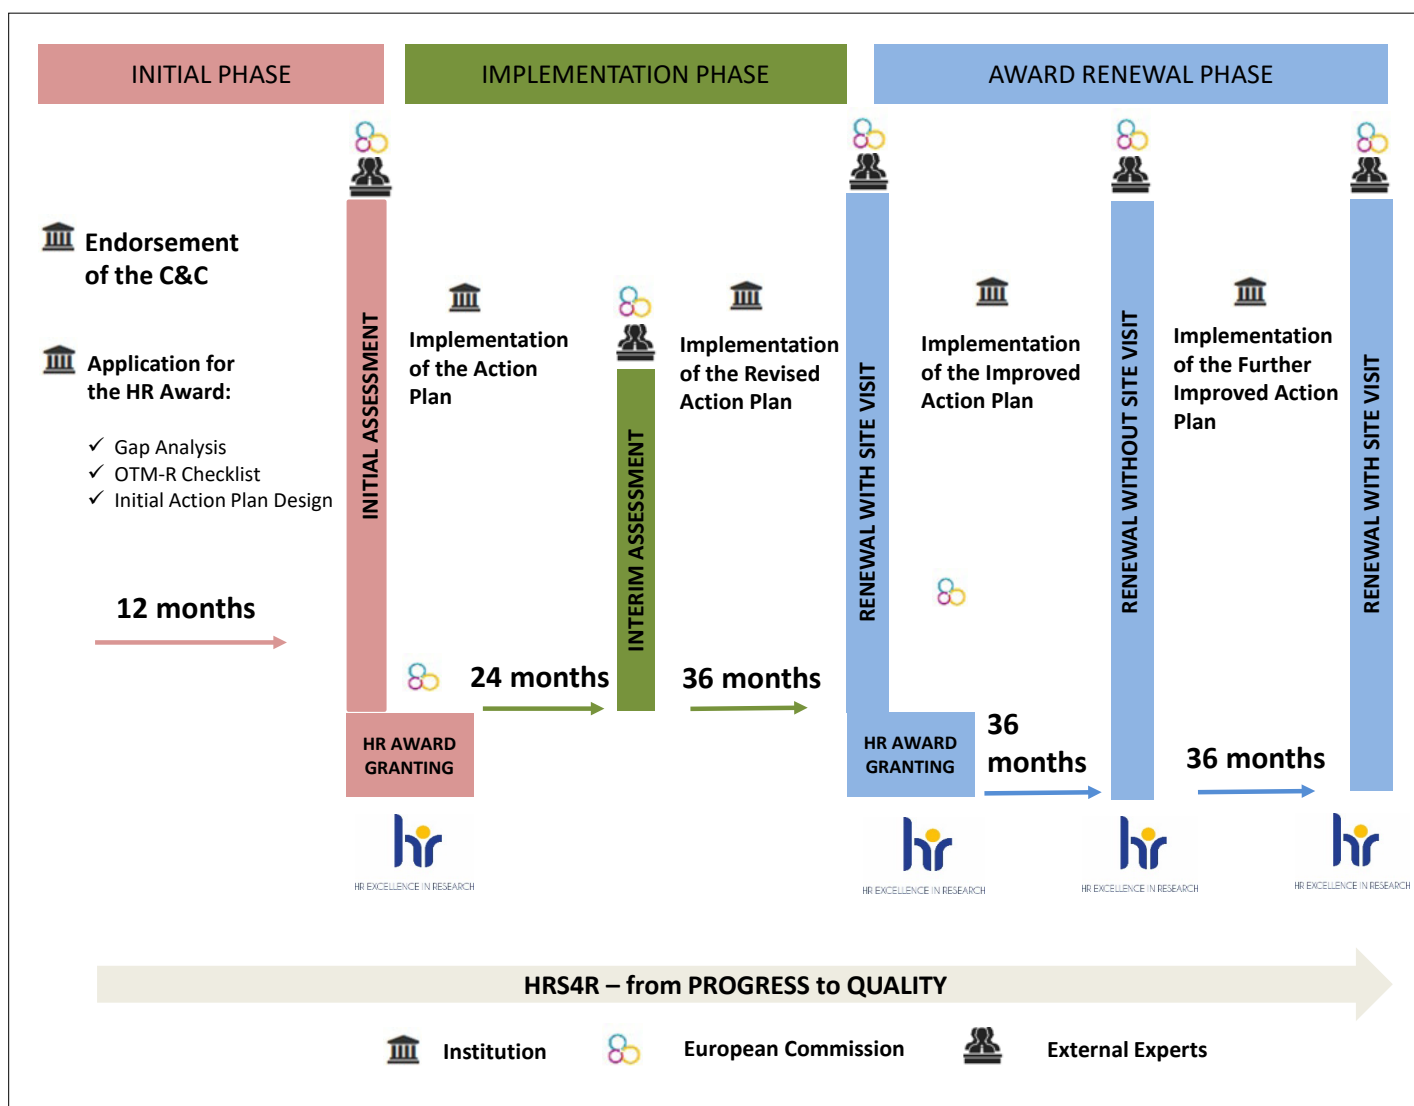 INITIAL PHASE
IMPLEMENTATION PHASE
AWARD RENEWAL PHASE
Endorsement
of the C&C
Application for
the HR Award:
✓ Gap Analysis
✓ OTM-R Checklist
✓ Initial Action Plan Design
12 months
INITIAL ASSESSMENT
HR AWARD
GRANTING
hr
HR EXCELLENCE IN RESEARCH
Implementation
of the Action
Plan
24 months
INTERIM ASSESSMENT
Implementation
of the Revised
Action Plan
36 months
RENEWAL WITH SITE VISIT
HR AWARD
GRANTING
hr
HR EXCELLENCE IN RESEARCH
Implementation
of the Improved
Action Plan
36
months
RENEWAL WITHOUT SITE VISIT
hr
HR EXCELLENCE IN RESEARCH
Implementation
of the Further
Improved Action
Plan
36 months
RENEWAL WITH SITE VISIT
hr
HR EXCELLENCE IN RESEARCH
HRS4R – from PROGRESS to QUALITY
Institution
European Commission
External Experts